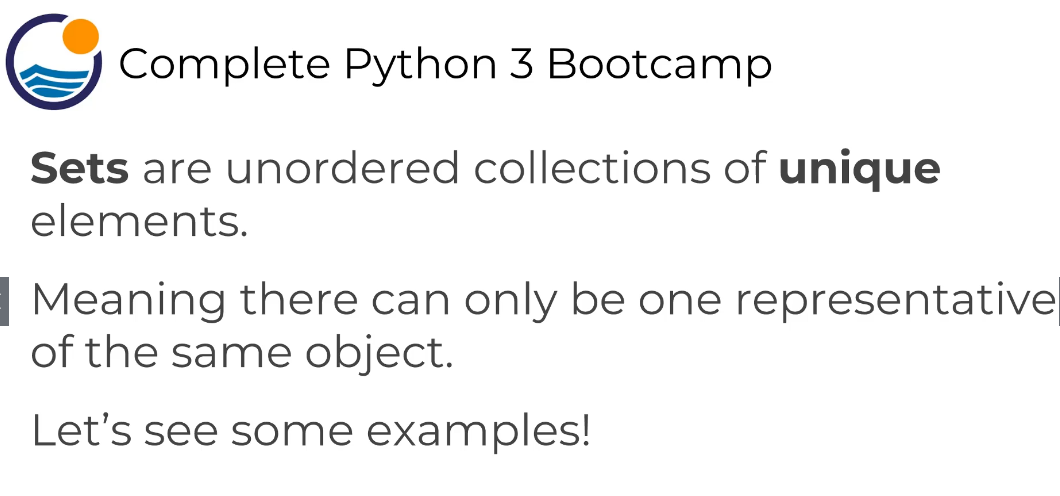 Complete Python 3 Bootcamp
Sets are unordered collections of unique
elements.
Meaning there can only be one representative
of the same object.
Let’s see some examples!